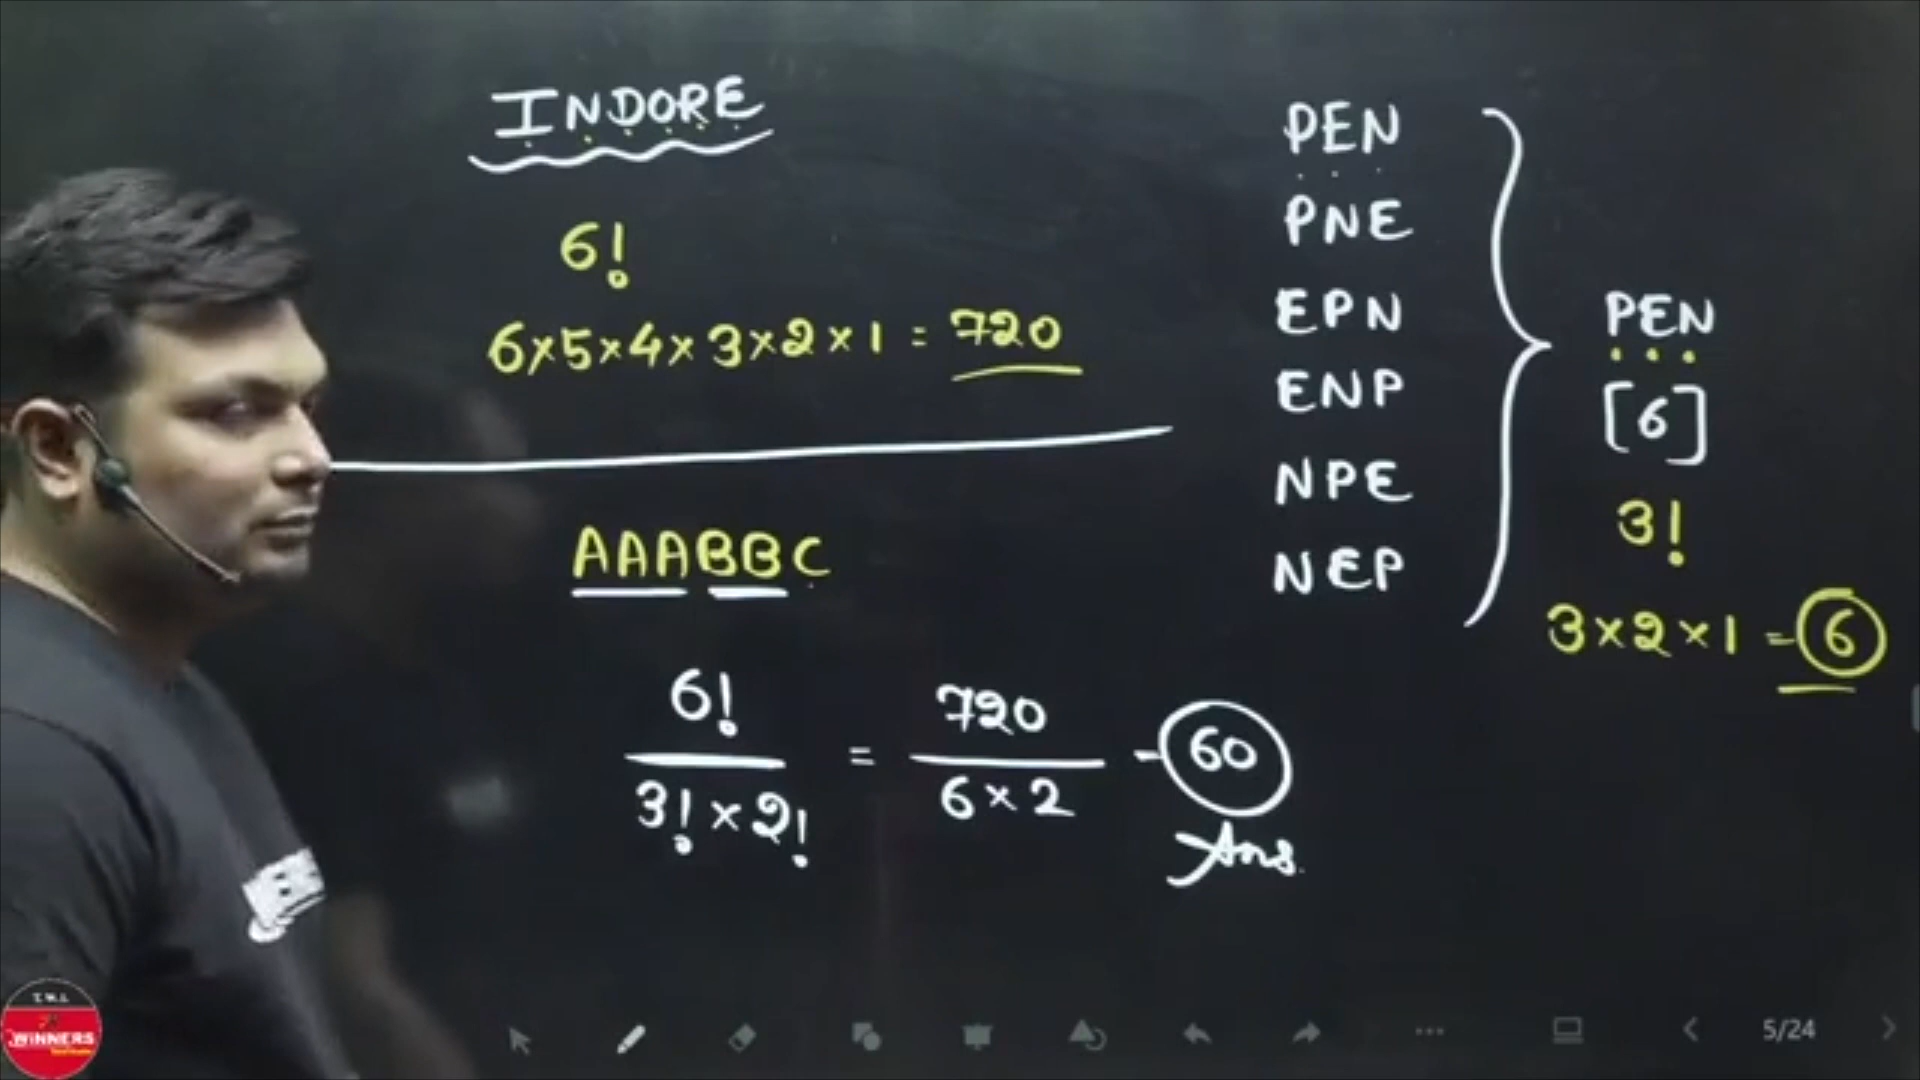 INDORE
6!
6×5×4×3×2×1 = 720
AAABBC
6!
3! × 2!
=
720
6×2
- 60
Ans.
PEN
PNE
EPN
ENP
NPE
NEP
PEN
[6]
3!
3×2×1 = 6
WINNERS
5/24